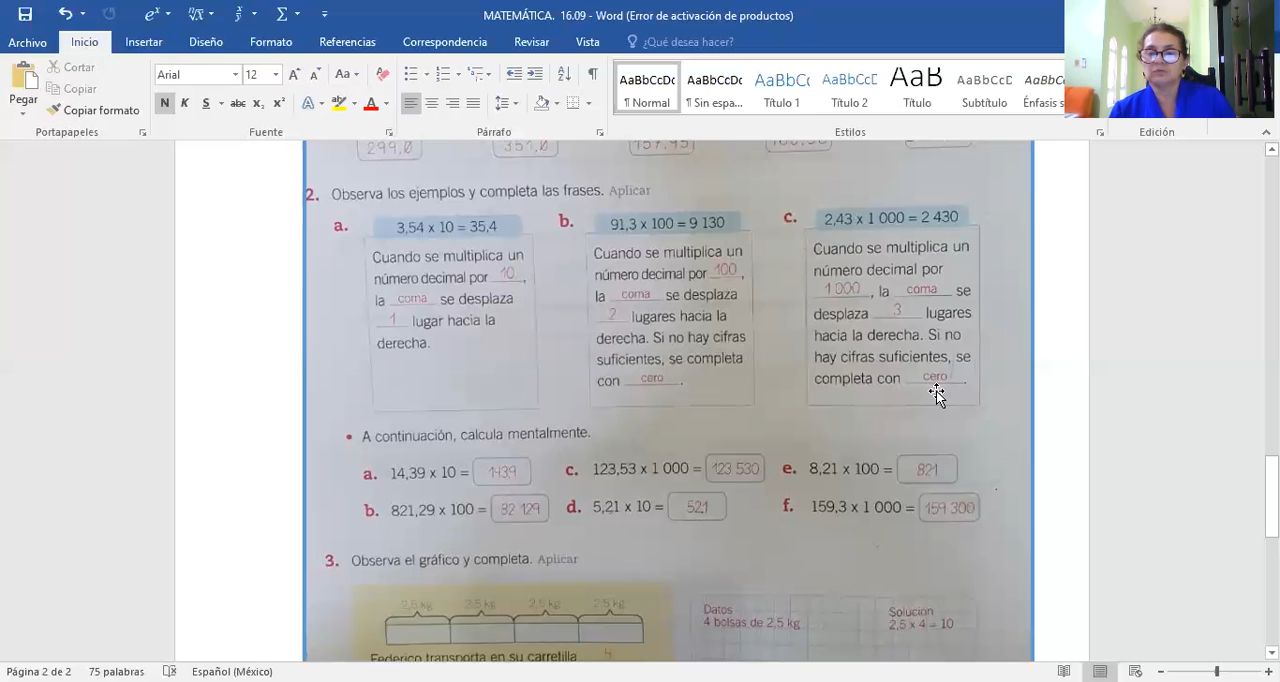 MATEMÁTICA. 16.09 - Word (Error de activación de productos)
Archivo Inicio Insertar Diseño Formato Referencias Correspondencia Revisar Vista ¿Qué desea hacer?
Cortar
Copiar
Copiar formato
Pegar
Arial 12
AaBbCcDc AaBbCcDc AaBbCc AaBbCcD AaB AaBbCcD AaBbCc
¶ Normal ¶ Sin espa... Título 1 Título 2 Título Subtítulo Énfasis s
Portapapeles Fuente Párrafo Estilos Edición
299,0 351,0 157,45
2. Observa los ejemplos y completa las frases. Aplicar
a. 3,54 x 10 = 35,4
Cuando se multiplica un
número decimal por 10,
la coma se desplaza
1 lugar hacia la
derecha.
b. 91,3 x 100 = 9 130
Cuando se multiplica un
número decimal por 100,
la coma se desplaza
2 lugares hacia la
derecha. Si no hay cifras
suficientes, se completa
con cero.
c. 2,43 x 1 000 = 2 430
Cuando se multiplica un
número decimal por
1 000, la coma se
desplaza 3 lugares
hacia la derecha. Si no
hay cifras suficientes, se
completa con cero.
• A continuación, calcula mentalmente.
a. 14,39 x 10 = 143,9
c. 123,53 x 1 000 = 123 530
e. 8,21 x 100 = 821
b. 821,29 x 100 = 82 129
d. 5,21 x 10 = 52,1
f. 159,3 x 1 000 = 159 300
3. Observa el gráfico y completa. Aplicar
2,5 kg 2,5 kg 2,5 kg 2,5 kg
Federico transporta en su carretilla 4
Datos
4 bolsas de 2,5 kg
Solución
2,5 x 4 = 10
Página 2 de 2 75 palabras Español (México)